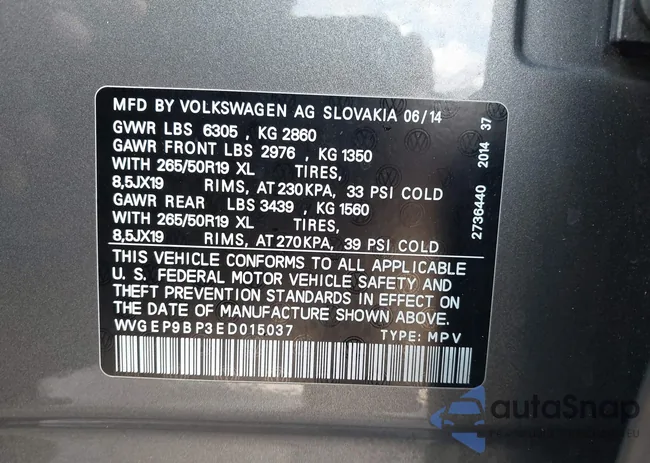 MFD BY VOLKSWAGEN AG SLOVAKIA 06/14
GVWR LBS 6305 , KG 2860
GAWR FRONT LBS 2976 , KG 1350
WITH 265/50R19 XL TIRES,
8,5JX19 RIMS, AT 230 KPA, 33 PSI COLD
GAWR REAR LBS 3439 , KG 1560
WITH 265/50R19 XL TIRES,
8,5JX19 RIMS, AT 270 KPA, 39 PSI COLD
THIS VEHICLE CONFORMS TO ALL APPLICABLE
U. S. FEDERAL MOTOR VEHICLE SAFETY AND
THEFT PREVENTION STANDARDS IN EFFECT ON
THE DATE OF MANUFACTURE SHOWN ABOVE.
WVGEP9BP3ED015037 TYPE: MPV
2736440 2014 37
autoSnap